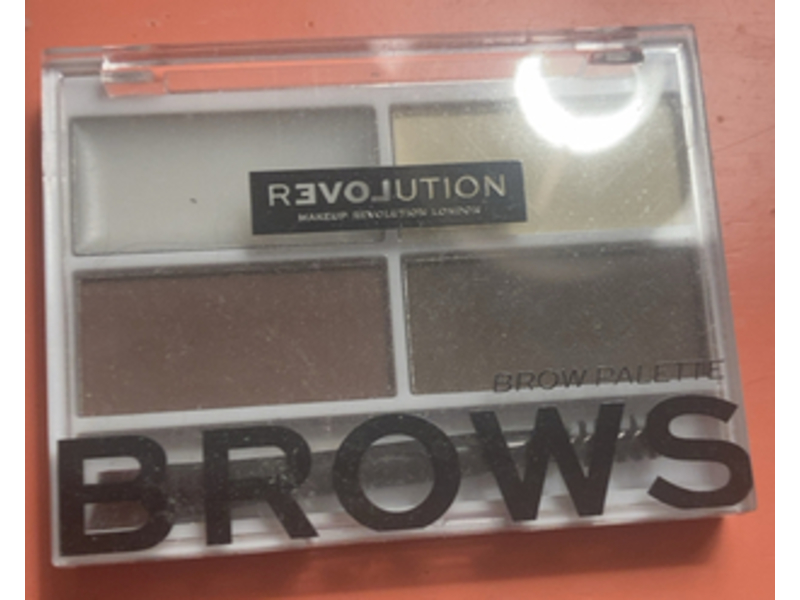 REVOLUTION
MAKEUP REVOLUTION LONDON
BROW PALETTE
BROWS